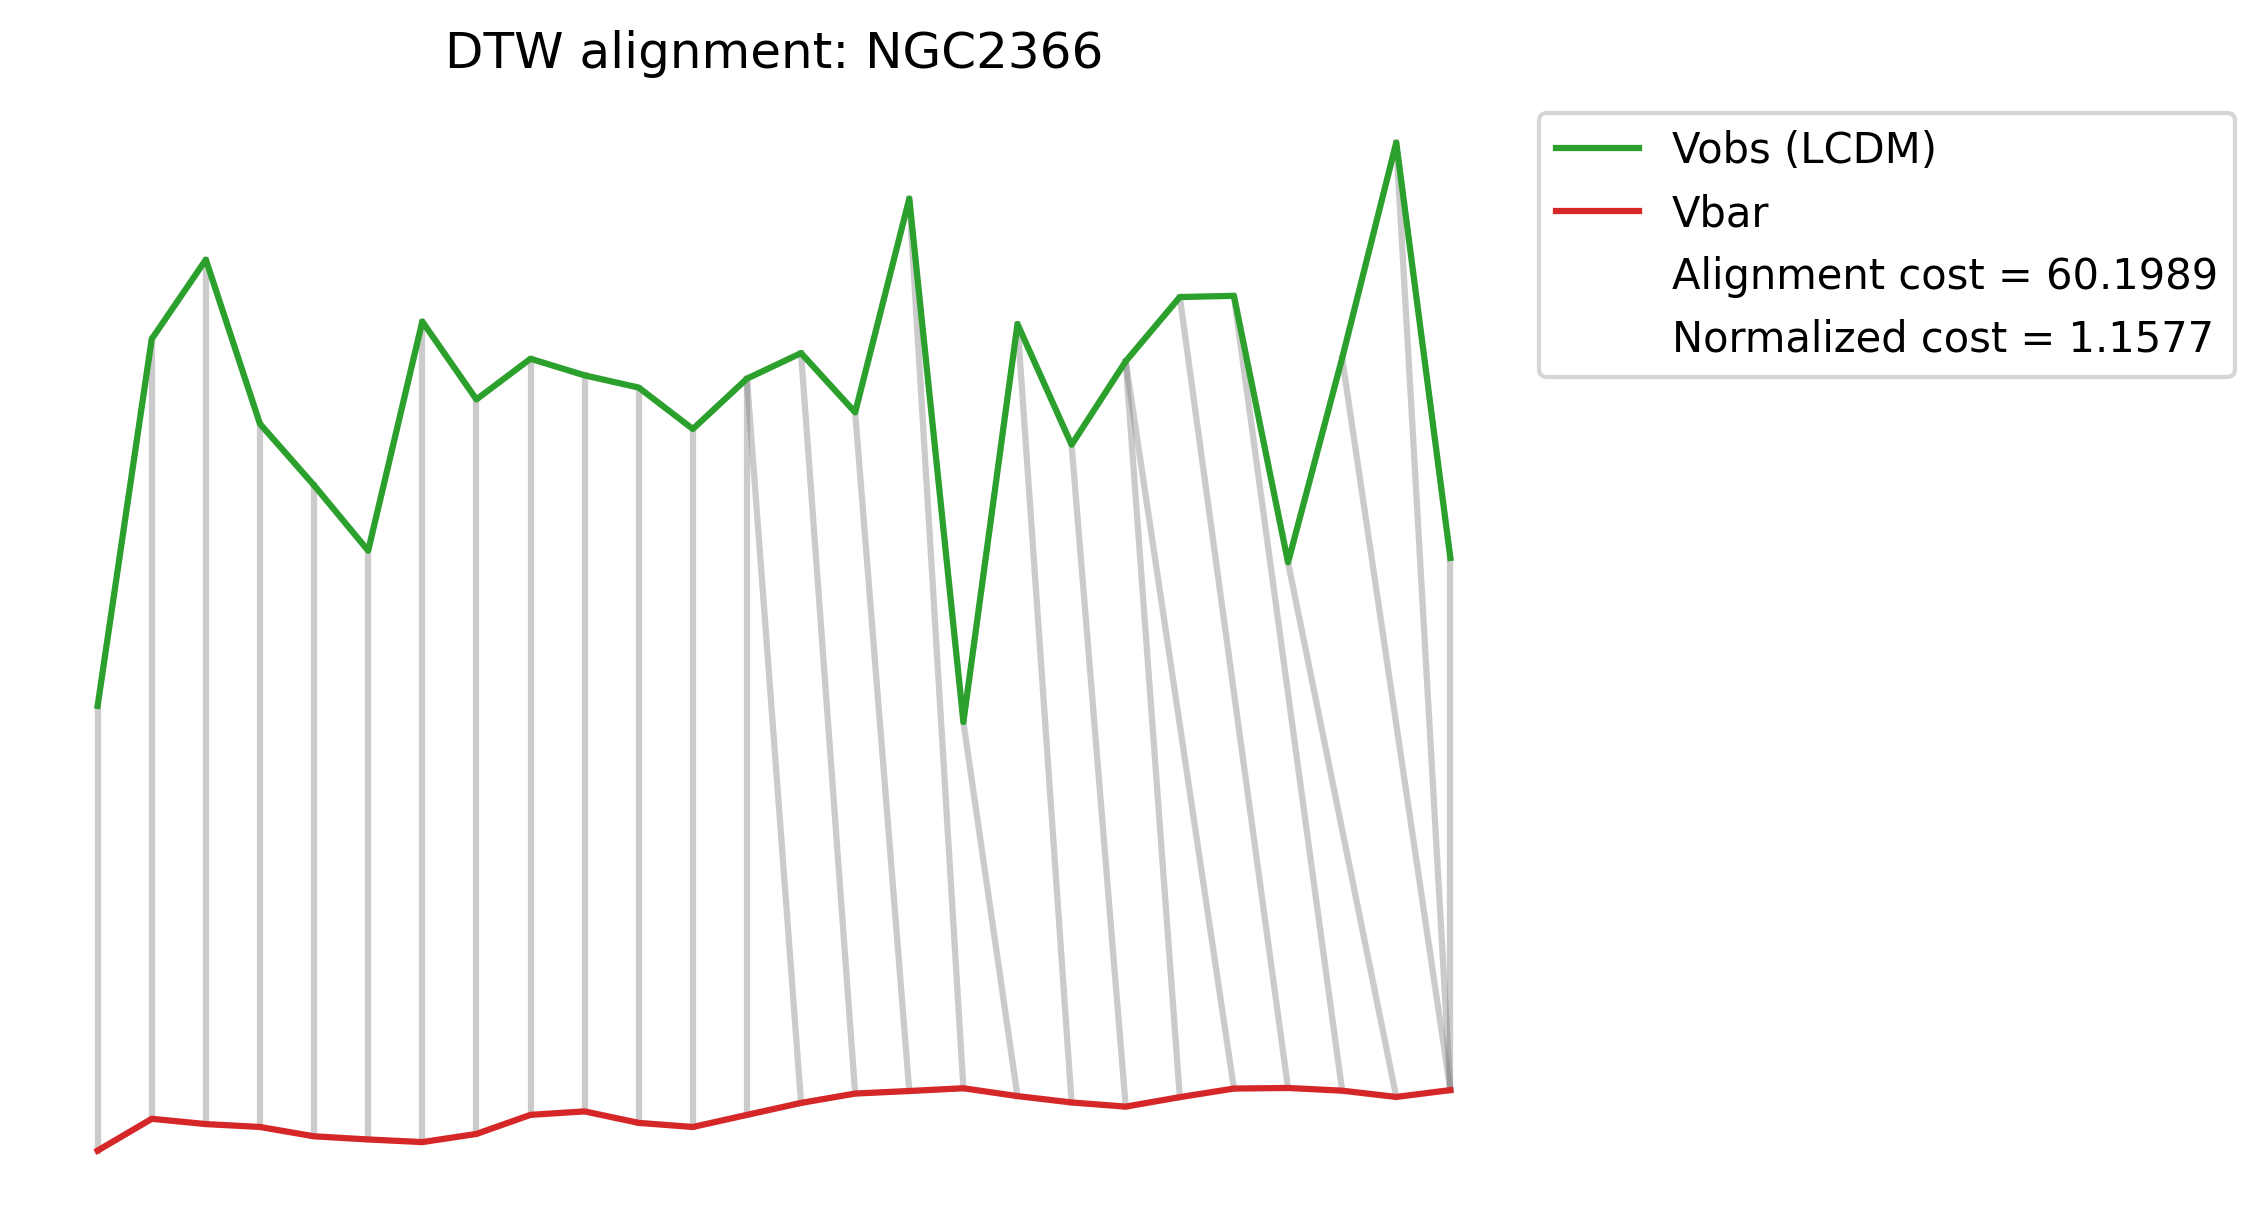 DTW alignment: NGC2366
Vobs (LCDM)
Vbar
Alignment cost = 60.1989
Normalized cost = 1.1577